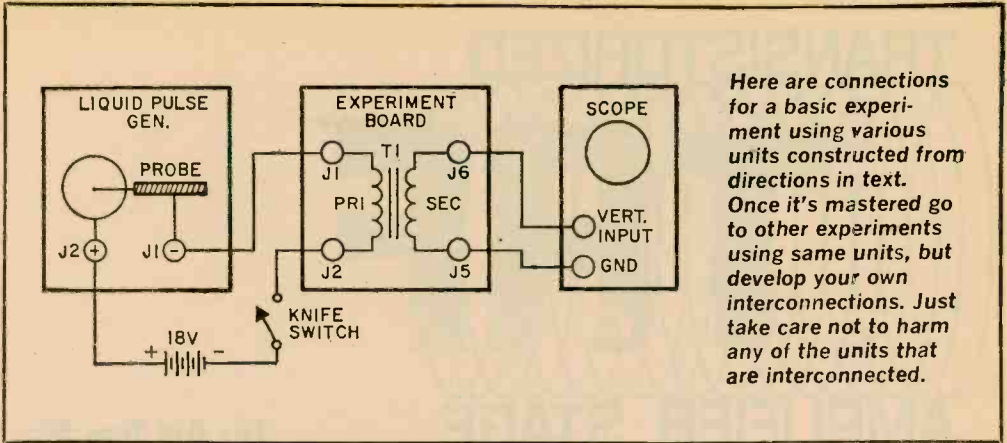 LIQUID PULSE
GEN.
PROBE
J2 +
J1 −
18V
+ −
EXPERIMENT
BOARD
T1
J1
J6
PRI
SEC
J2
J5
KNIFE
SWITCH
SCOPE
VERT.
INPUT
GND
Here are connections
for a basic experi-
ment using various
units constructed from
directions in text.
Once it's mastered go
to other experiments
using same units, but
develop your own
interconnections. Just
take care not to harm
any of the units that
are interconnected.